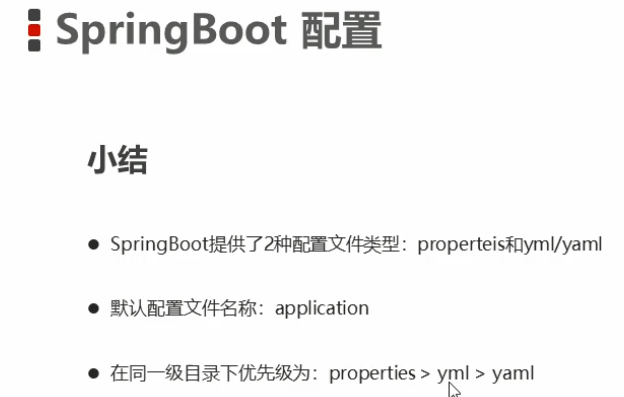 SpringBoot 配置
小结
● SpringBoot提供了2种配置文件类型：properteis和yml/yaml
● 默认配置文件名称：application
● 在同一级目录下优先级为：properties > yml > yaml